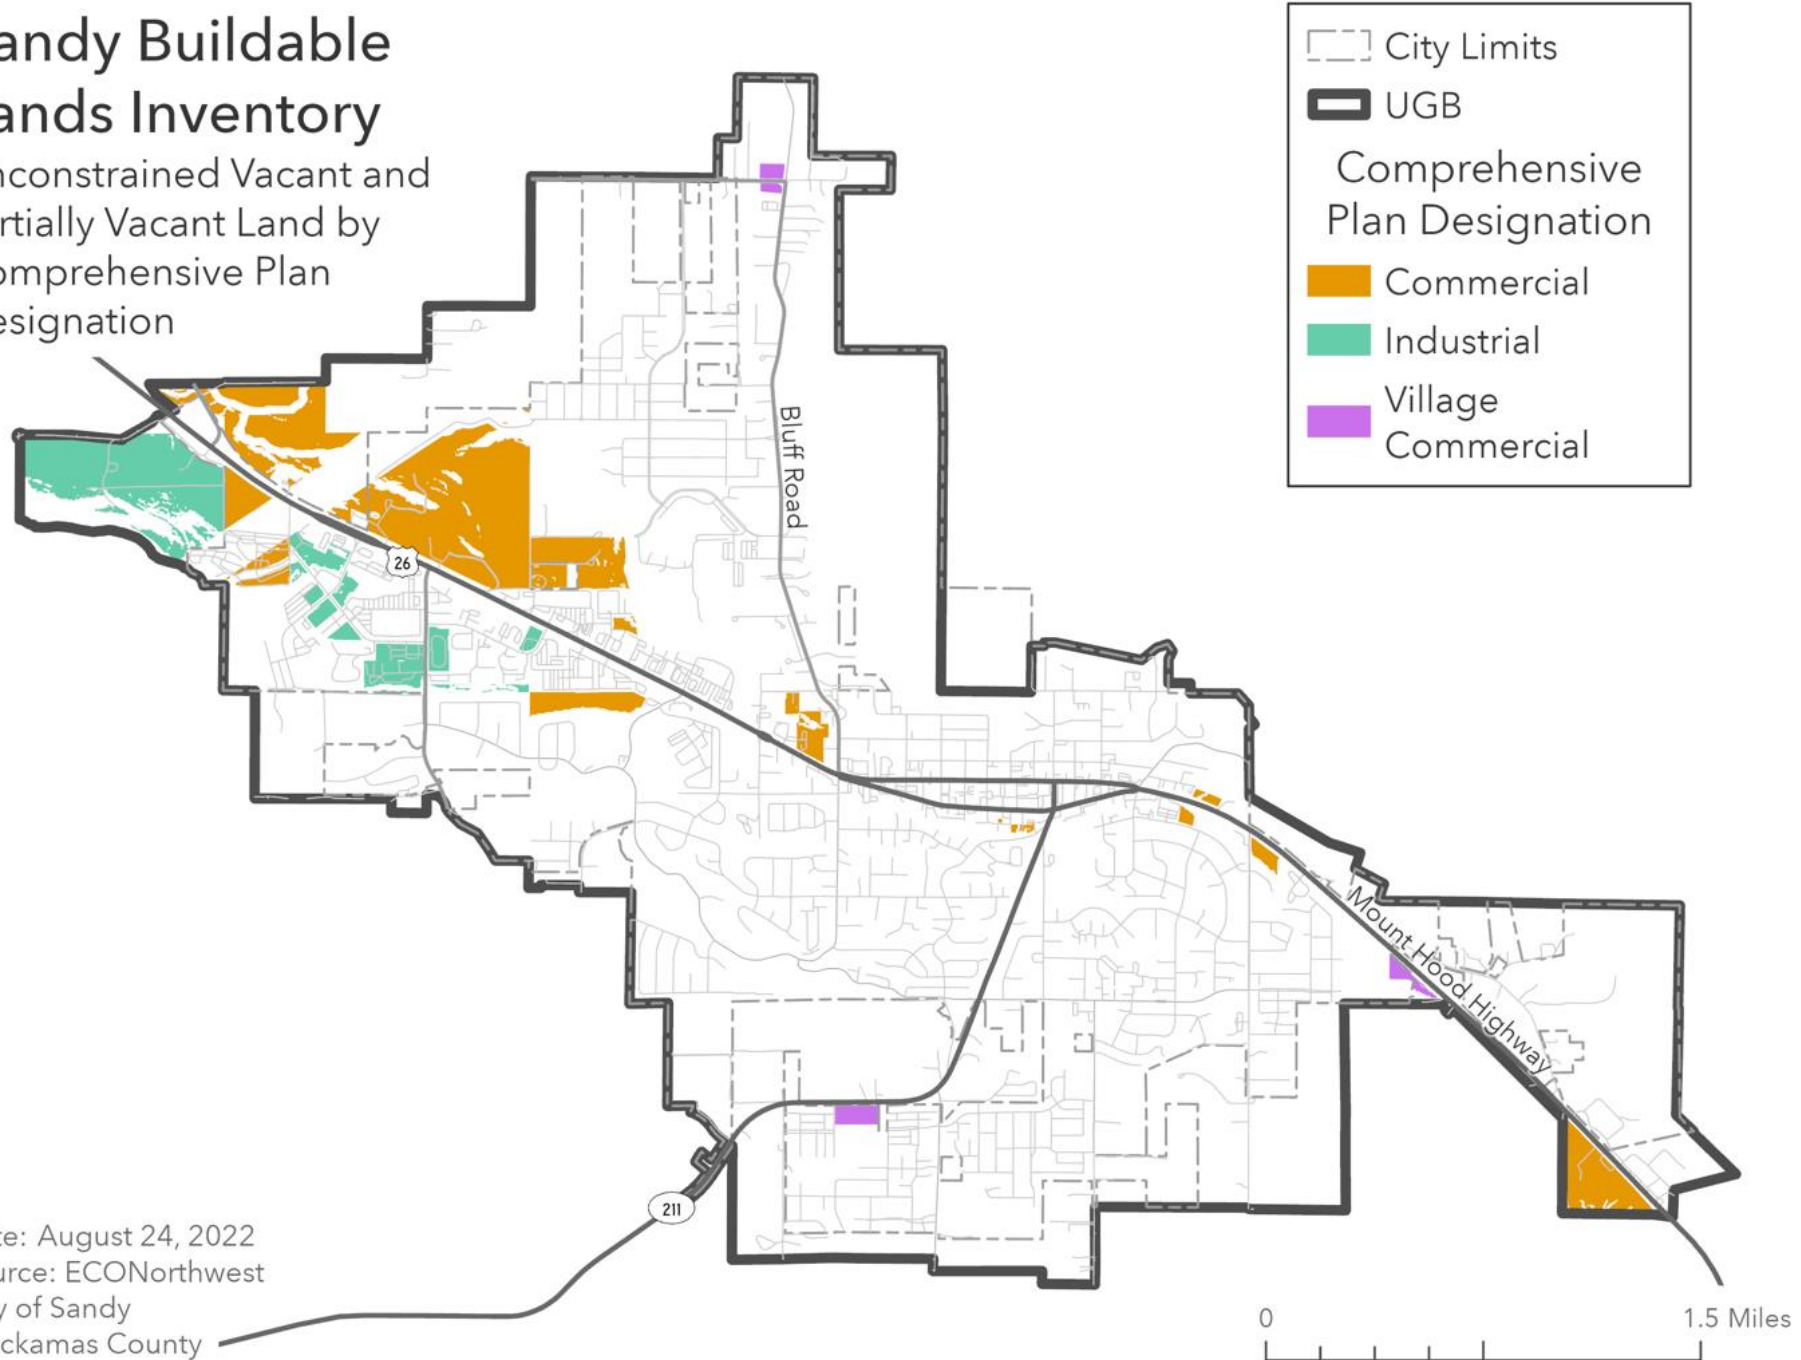 andy Buildable
ands Inventory
nconstrained Vacant and
rtially Vacant Land by
omprehensive Plan
esignation
City Limits
UGB
Comprehensive
Plan Designation
Commercial
Industrial
Village
Commercial
Bluff Road
26
Mount Hood Highway
211
te: August 24, 2022
urce: ECONorthwest
y of Sandy
ckamas County
0
1.5 Miles